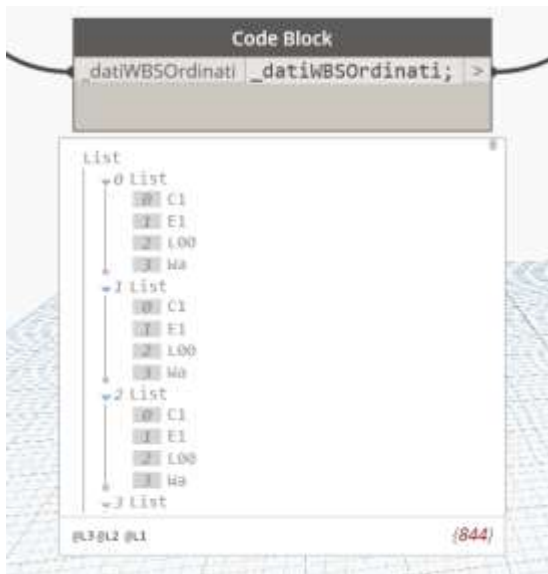 Code Block
_datiWBSOrdinati _datiWBSOrdinati; >
List
0 List
0 C1
1 E1
2 L00
3 Wa
1 List
0 C1
1 E1
2 L00
3 Wa
2 List
0 C1
1 E1
2 L00
3 Wa
3 List
@L3 @L2 @L1 {844}